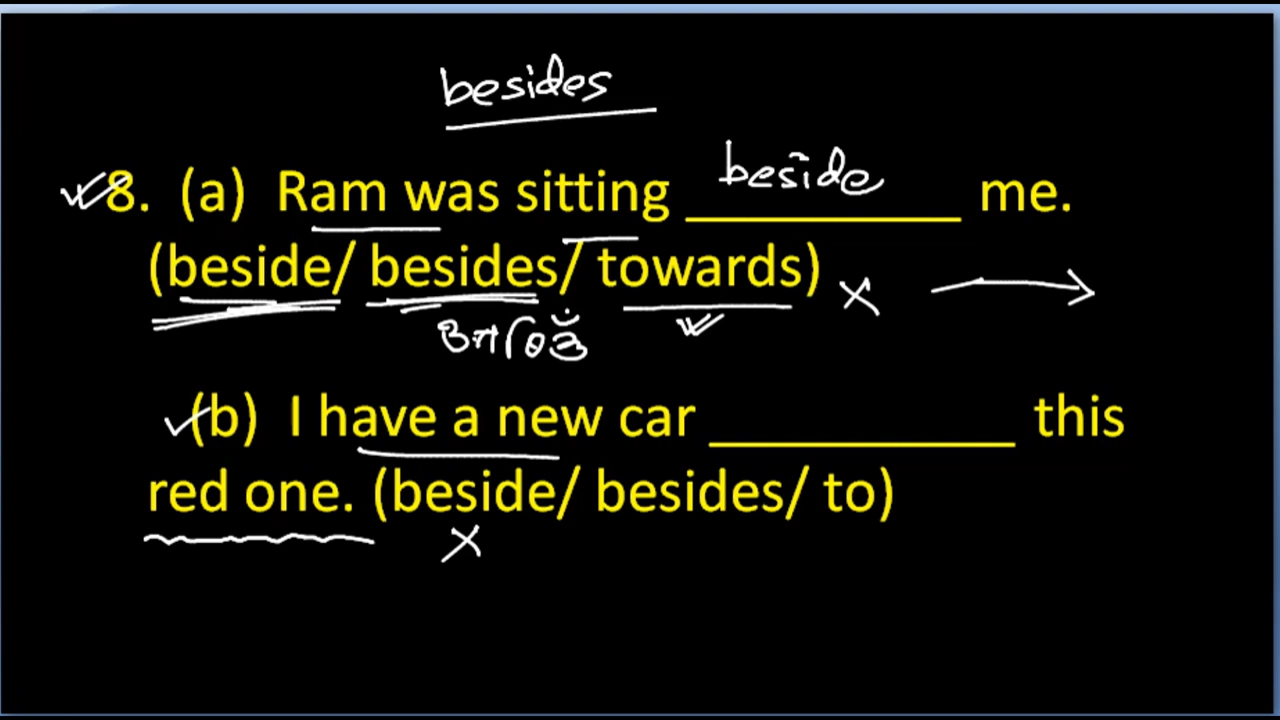 besides
8. (a) Ram was sitting beside me.
(beside/ besides/ towards)
(b) I have a new car __________ this
red one. (beside/ besides/ to)